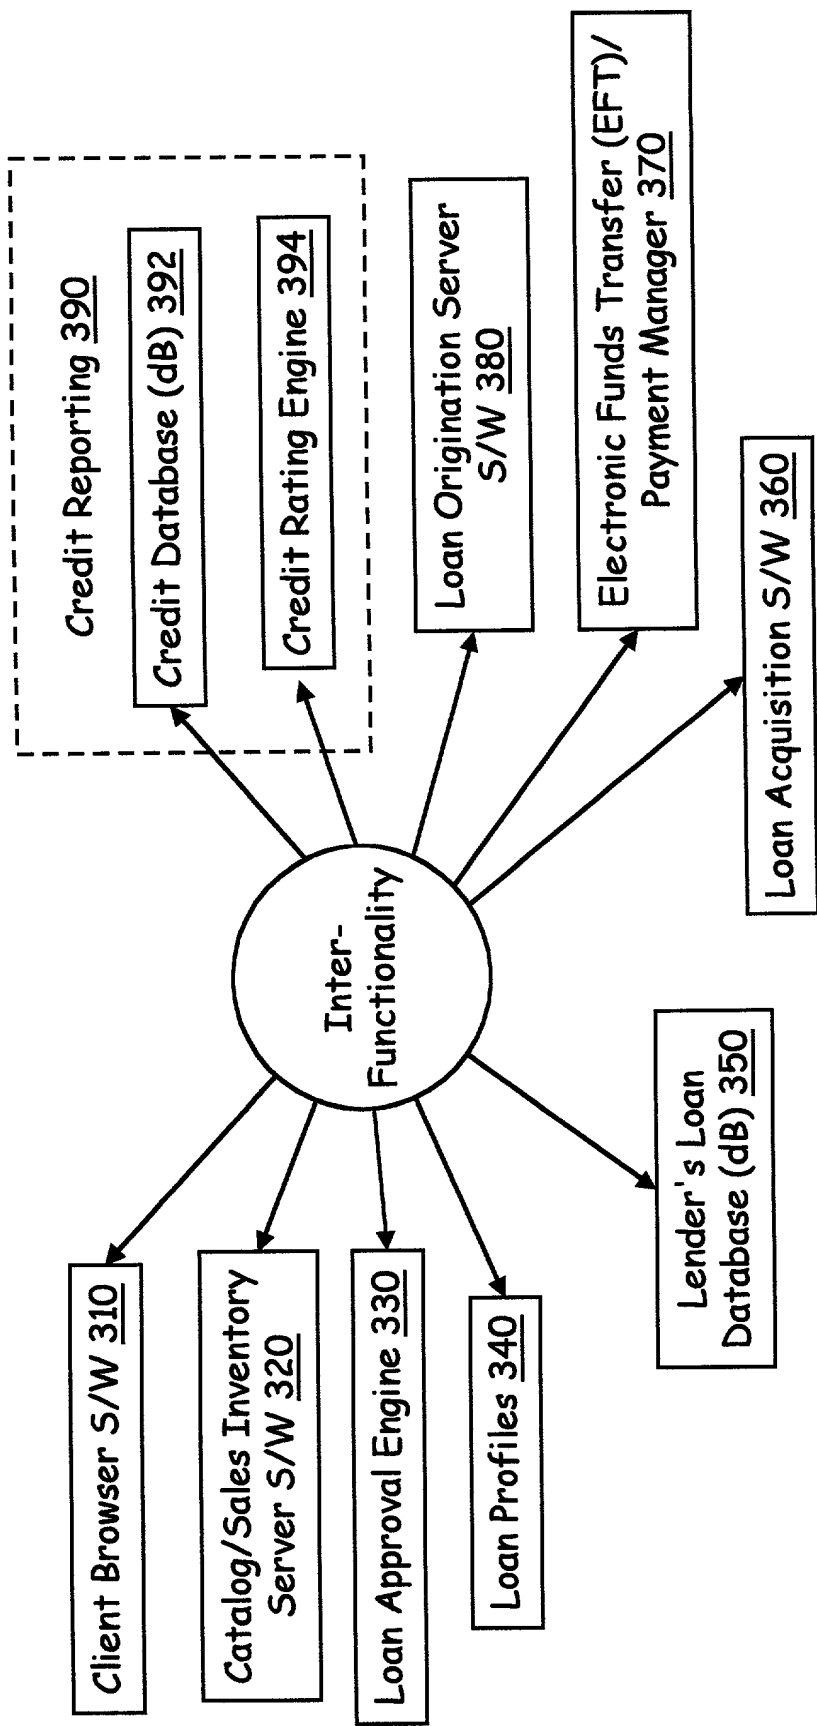 Client Browser S/W 310
Catalog/Sales Inventory
Server S/W 320
Loan Approval Engine 330
Loan Profiles 340
Lender's Loan
Database (dB) 350
Inter-
Functionality
Credit Reporting 390
Credit Database (dB) 392
Credit Rating Engine 394
Loan Origination Server
S/W 380
Electronic Funds Transfer (EFT)/
Payment Manager 370
Loan Acquisition S/W 360